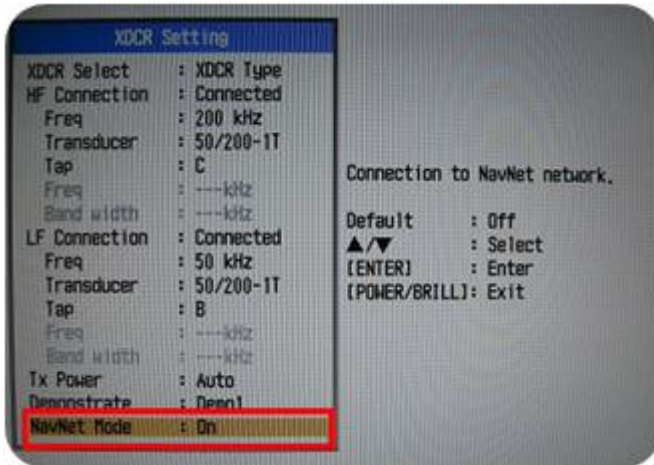 XDCR Setting
XDCR Select : XDCR Type
HF Connection : Connected
Freq : 200 kHz
Transducer : 50/200-1T
Tap : C
Freq : ---kHz
Band width : ---kHz
LF Connection : Connected
Freq : 50 kHz
Transducer : 50/200-1T
Tap : B
Freq : ---kHz
Band width : ---kHz
Tx Power : Auto
Demonstrate : Demo1
NavNet Mode : On
Connection to NavNet network.
Default : Off
▲/▼ : Select
[ENTER] : Enter
[POWER/BRILL]: Exit